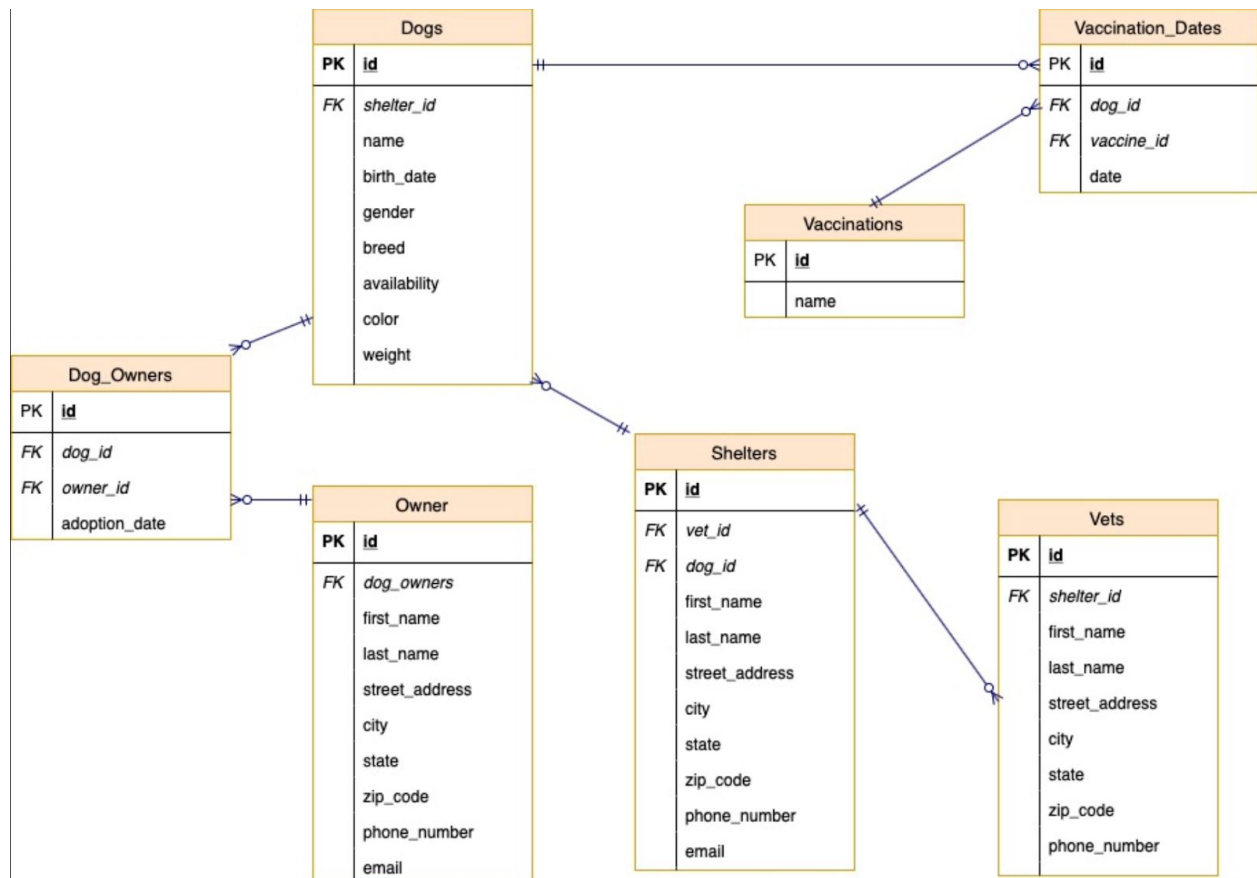 Dogs
PK id
FK shelter_id
name
birth_date
gender
breed
availability
color
weight
Vaccination_Dates
PK id
FK dog_id
FK vaccine_id
date
Vaccinations
PK id
name
Dog_Owners
PK id
FK dog_id
FK owner_id
adoption_date
Owner
PK id
FK dog_owners
first_name
last_name
street_address
city
state
zip_code
phone_number
email
Shelters
PK id
FK vet_id
FK dog_id
first_name
last_name
street_address
city
state
zip_code
phone_number
email
Vets
PK id
FK shelter_id
first_name
last_name
street_address
city
state
zip_code
phone_number